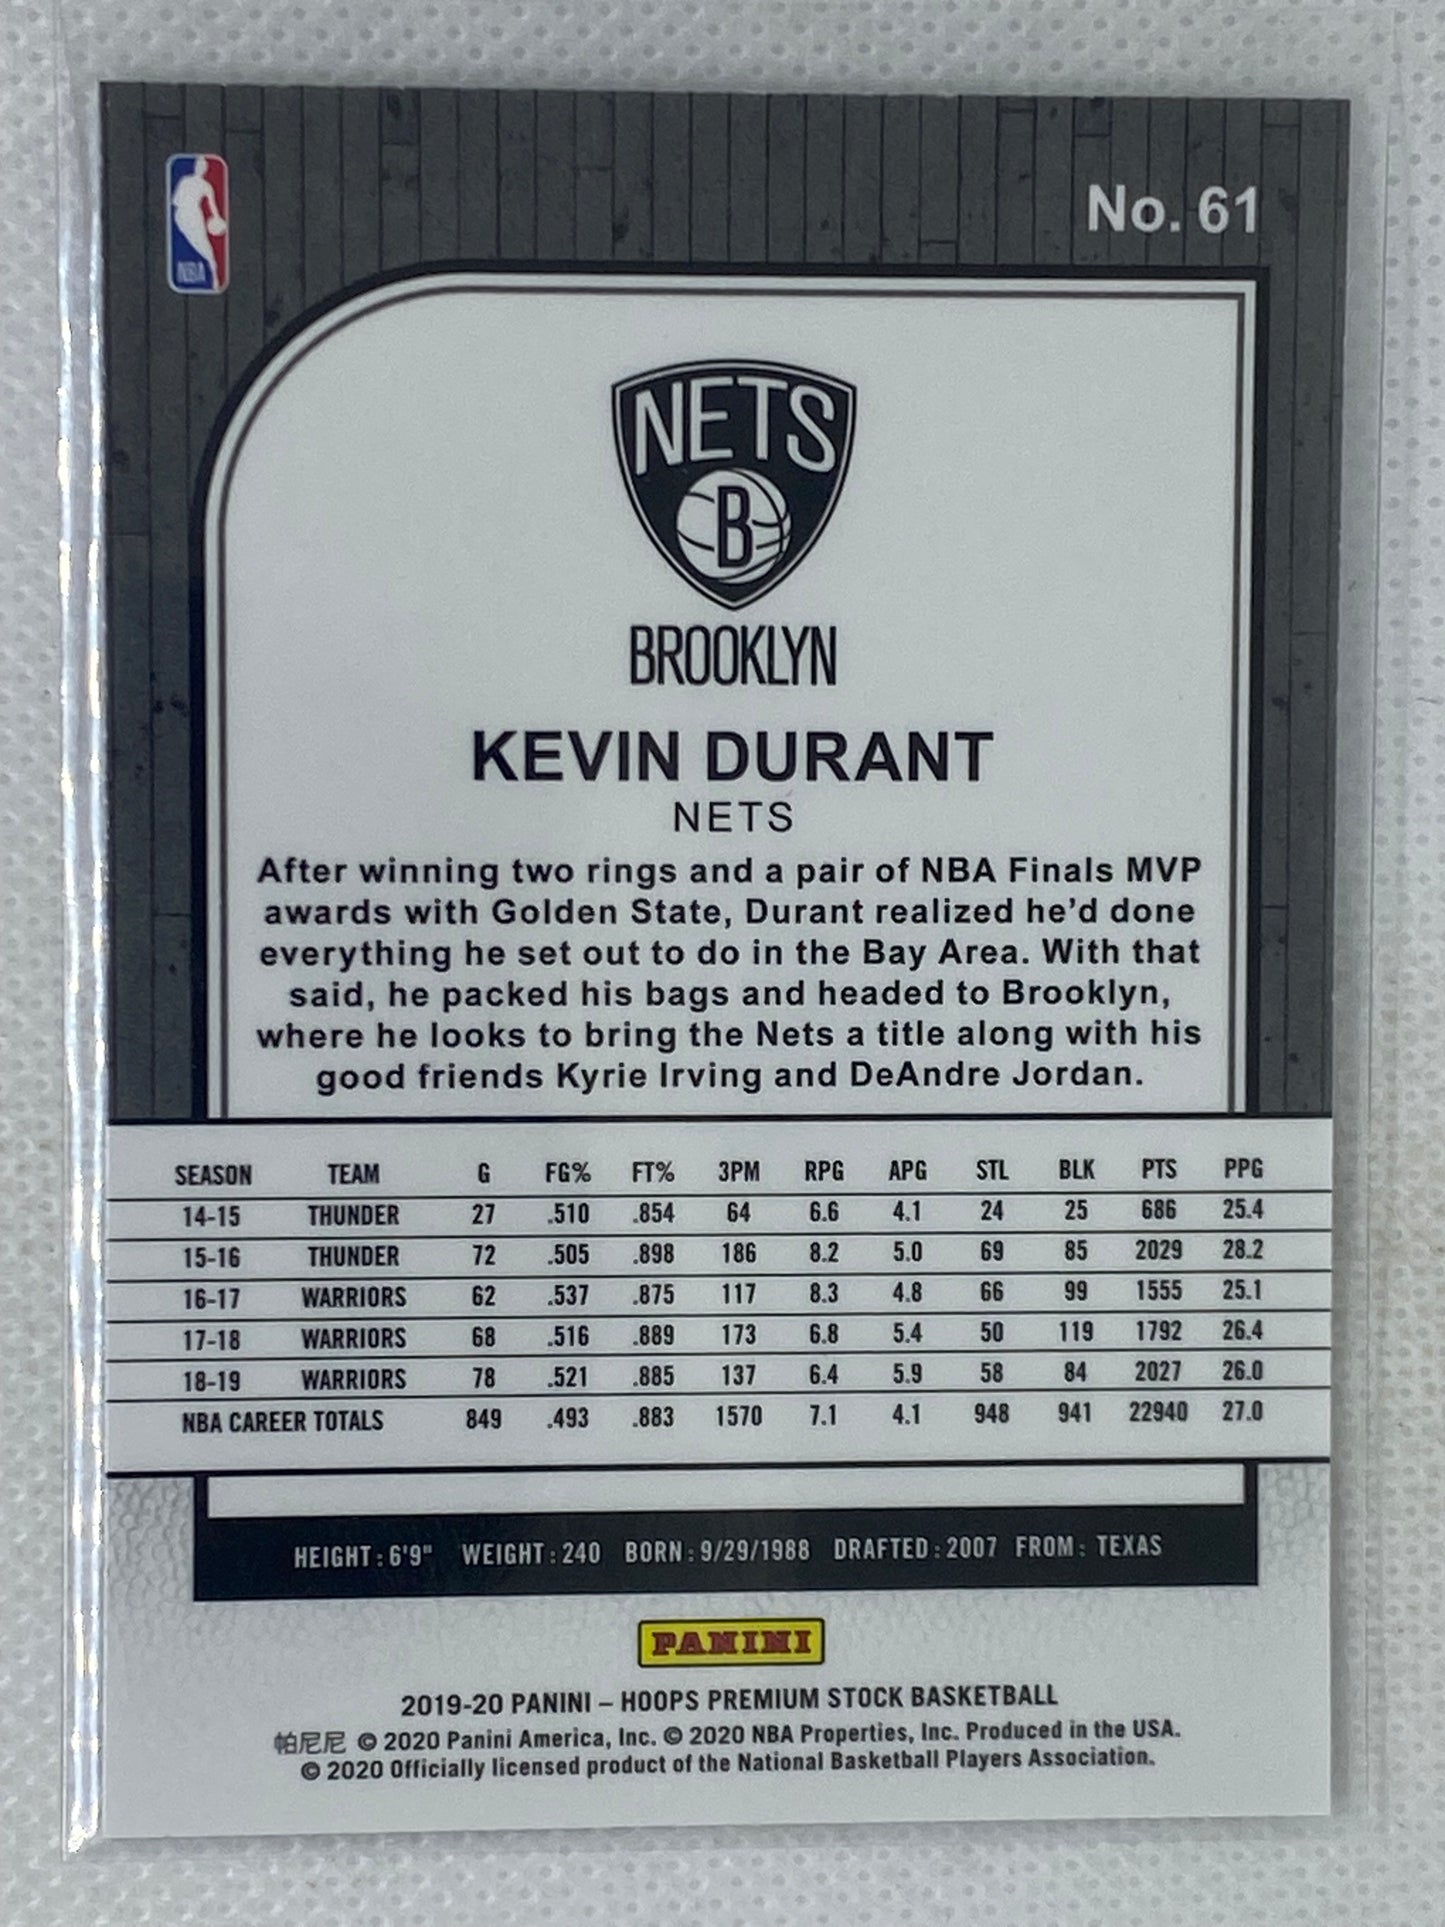 NBA
No. 61
NETS
B
BROOKLYN
KEVIN DURANT
NETS
After winning two rings and a pair of NBA Finals MVP
awards with Golden State, Durant realized he'd done
everything he set out to do in the Bay Area. With that
said, he packed his bags and headed to Brooklyn,
where he looks to bring the Nets a title along with his
good friends Kyrie Irving and DeAndre Jordan.
SEASON TEAM G FG% FT% 3PM RPG APG STL BLK PTS PPG
14-15 THUNDER 27 .510 .854 64 6.6 4.1 24 25 686 25.4
15-16 THUNDER 72 .505 .898 186 8.2 5.0 69 85 2029 28.2
16-17 WARRIORS 62 .537 .875 117 8.3 4.8 66 99 1555 25.1
17-18 WARRIORS 68 .516 .889 173 6.8 5.4 50 119 1792 26.4
18-19 WARRIORS 78 .521 .885 137 6.4 5.9 58 84 2027 26.0
NBA CAREER TOTALS 849 .493 .883 1570 7.1 4.1 948 941 22940 27.0
HEIGHT: 6'9" WEIGHT: 240 BORN: 9/29/1988 DRAFTED: 2007 FROM: TEXAS
PANINI
2019-20 PANINI – HOOPS PREMIUM STOCK BASKETBALL
帕尼尼 © 2020 Panini America, Inc. © 2020 NBA Properties, Inc. Produced in the USA.
© 2020 Officially licensed product of the National Basketball Players Association.